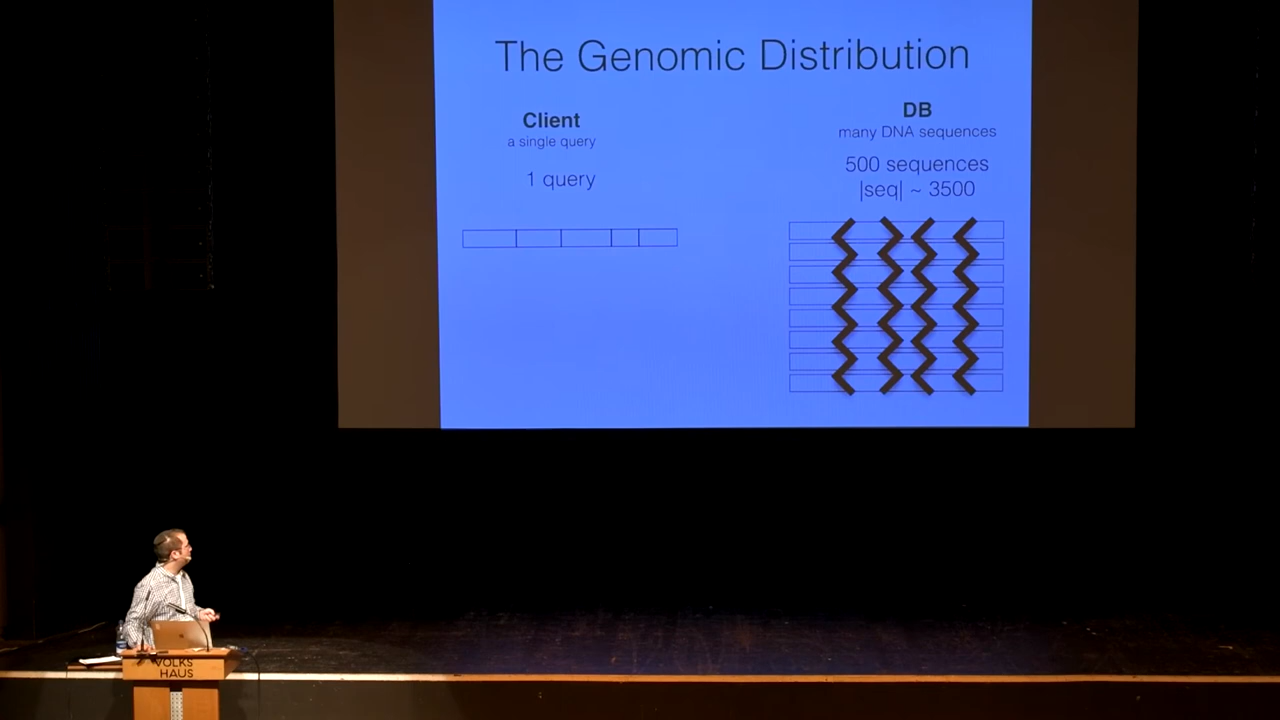 The Genomic Distribution
Client
a single query
1 query
DB
many DNA sequences
500 sequences
|seq| ~ 3500
VOLKS
HAUS